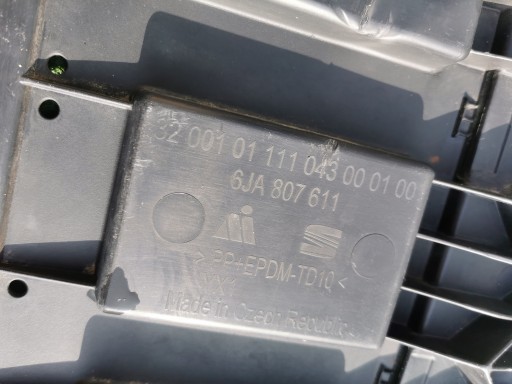 32 001 01 111 043 00 01 00
6JA 807 611
> PP+EPDM-TD10 <
Made in Czech Republic